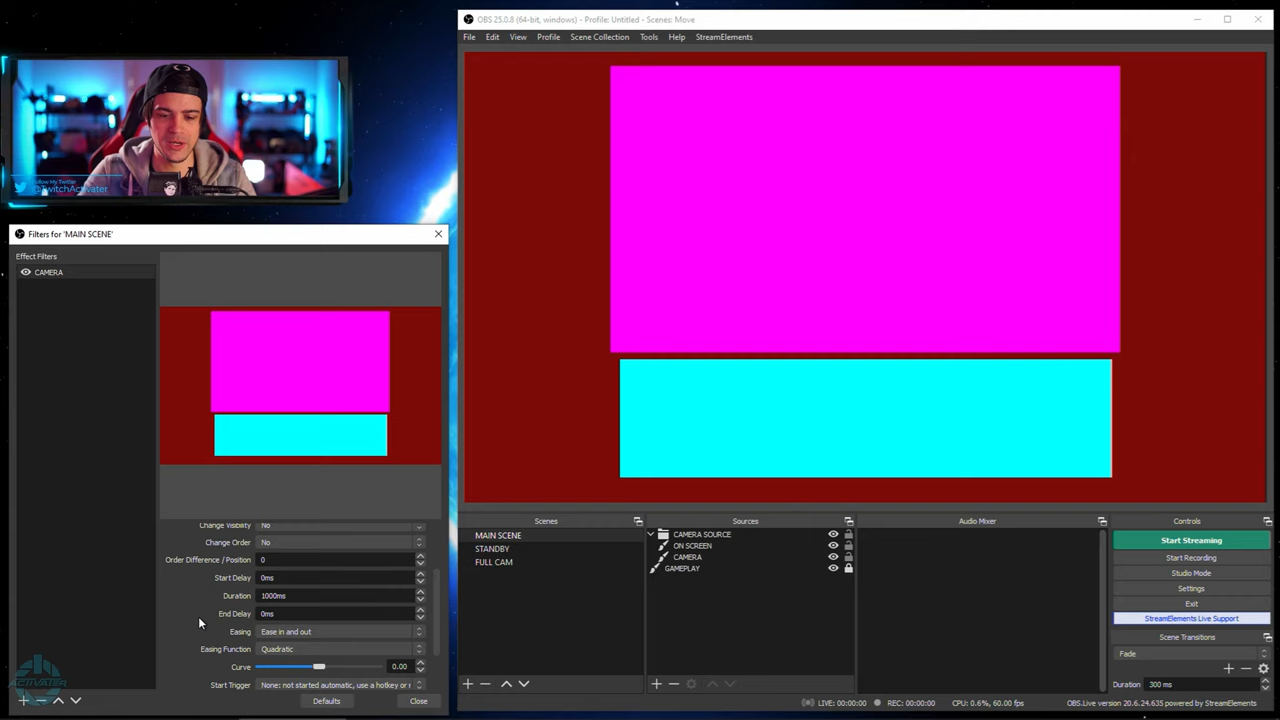 Follow My Twitter
@TwitchActivater
Filters for 'MAIN SCENE'
Effect Filters
CAMERA
Change Visibility No
Change Order No
Order Difference / Position 0
Start Delay 0ms
Duration 1000ms
End Delay 0ms
Easing Ease in and out
Easing Function Quadratic
Curve 0.00
Start Trigger None: not started automatic, use a hotkey or
Defaults
Close
ACTIVATER
OBS 25.0.8 (64-bit, windows) - Profile: Untitled - Scenes: Move
File Edit View Profile Scene Collection Tools Help StreamElements
Scenes
MAIN SCENE
STANDBY
FULL CAM
Sources
CAMERA SOURCE
ON SCREEN
CAMERA
GAMEPLAY
Audio Mixer
Controls
Start Streaming
Start Recording
Studio Mode
Settings
Exit
StreamElements Live Support
Scene Transitions
Fade
Duration 300 ms
LIVE: 00:00:00 REC: 00:00:00 CPU: 0.6%, 60.00 fps OBS.Live version 20.6.24.635 powered by StreamElements